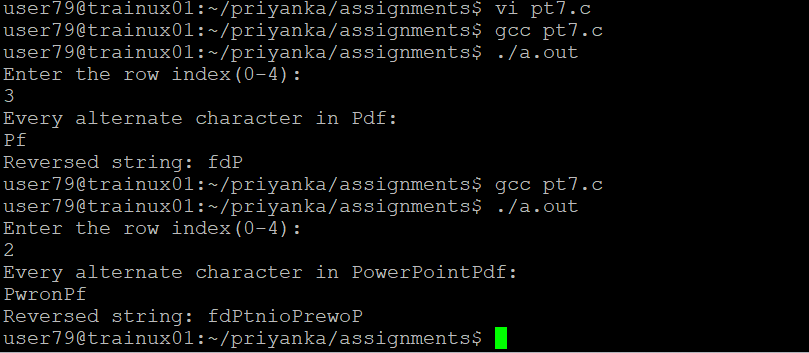 user79@trainux01:~/priyanka/assignments$ vi pt7.c
user79@trainux01:~/priyanka/assignments$ gcc pt7.c
user79@trainux01:~/priyanka/assignments$ ./a.out
Enter the row index(0-4):
3
Every alternate character in Pdf:
Pf
Reversed string: fdP
user79@trainux01:~/priyanka/assignments$ gcc pt7.c
user79@trainux01:~/priyanka/assignments$ ./a.out
Enter the row index(0-4):
2
Every alternate character in PowerPointPdf:
PwronPf
Reversed string: fdPtnioPrewoP
user79@trainux01:~/priyanka/assignments$